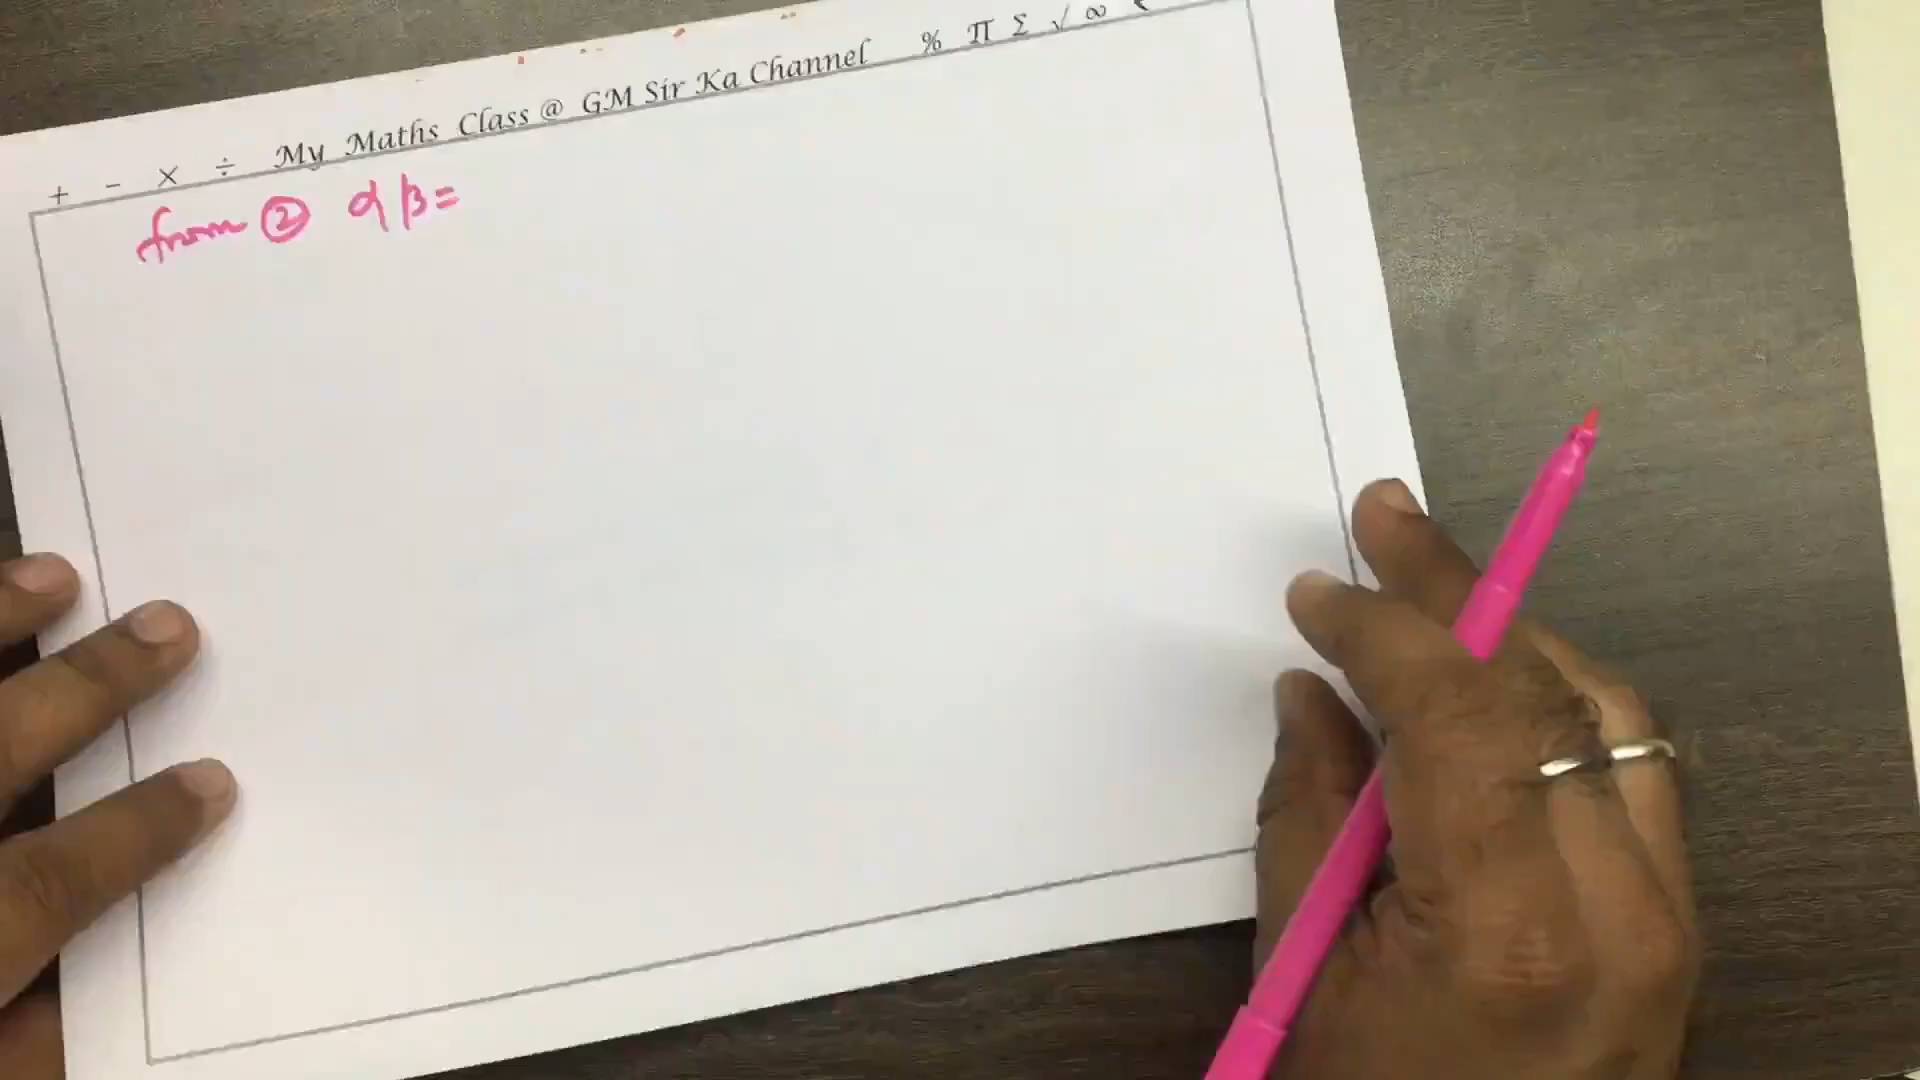 + - × ÷ My Maths Class @ GM Sir Ka Channel % π Σ √ ∞
from ② αβ=